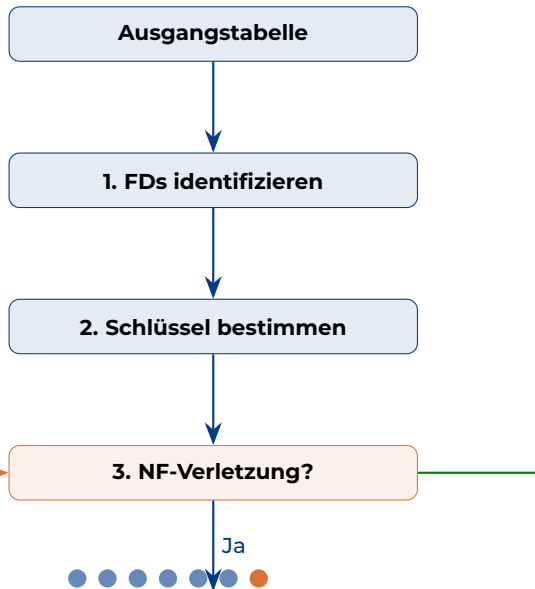 Ausgangstabelle
1. FDs identifizieren
2. Schlüssel bestimmen
3. NF-Verletzung?
Ja